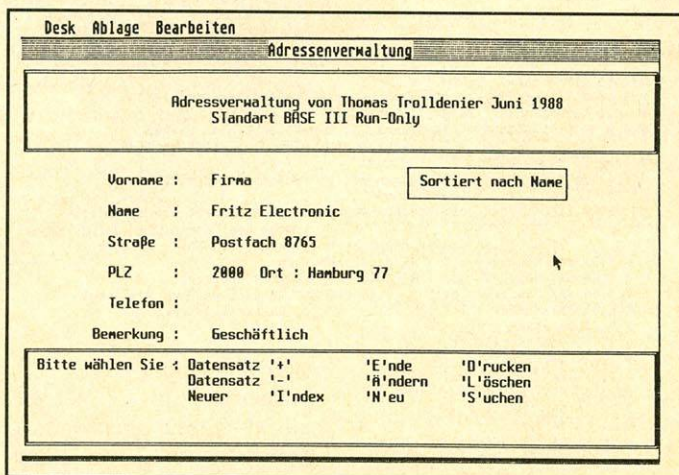 Desk Ablage Bearbeiten
Adressenverwaltung
Adressverwaltung von Thomas Trolldenier Juni 1988
STandart BASE III Run-Only
Vorname : Firma
Sortiert nach Name
Name : Fritz Electronic
Straße : Postfach 8765
PLZ : 2000 Ort : Hamburg 77
Telefon :
Bemerkung : Geschäftlich
Bitte wählen Sie : Datensatz '+' 'E'nde 'D'rucken
Datensatz '-' 'Ä'ndern 'L'öschen
Neuer 'I'ndex 'N'eu 'S'uchen